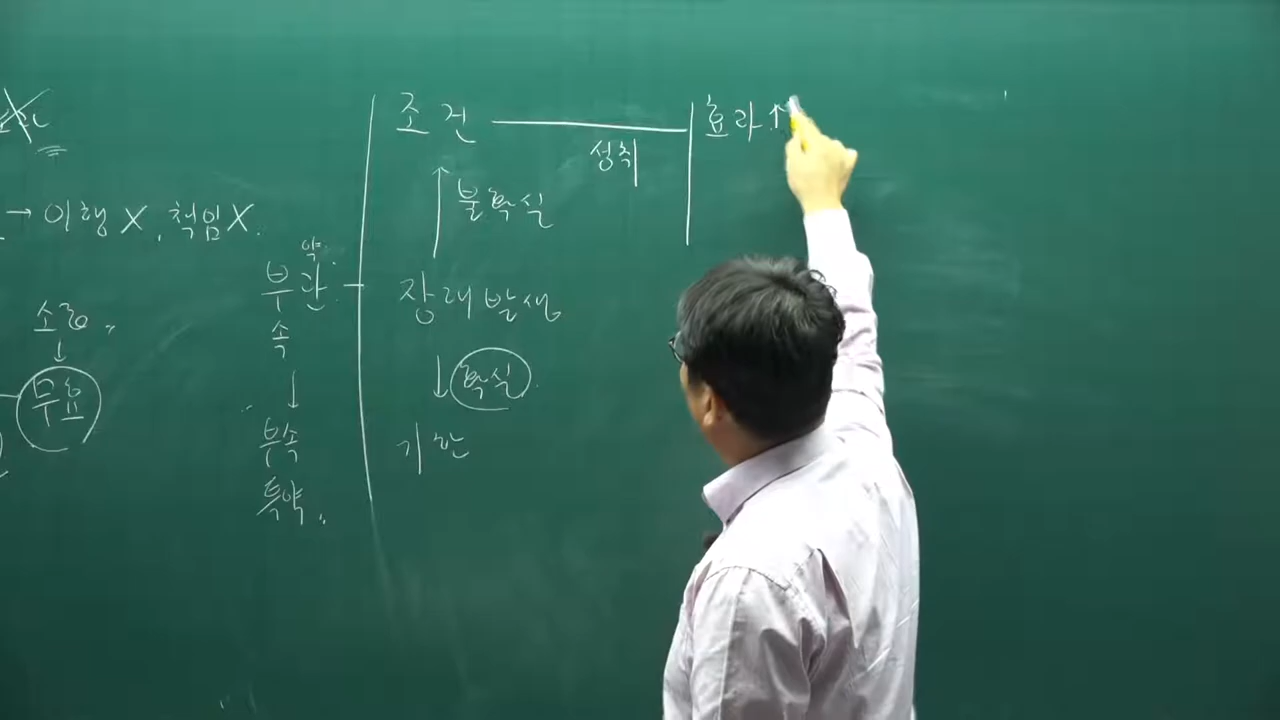 조건 성취 효과↑
불확실
→ 이행X, 책임X.
약
부관
장래발생
소급
속
↓
무효
확실
부속
기한
특약